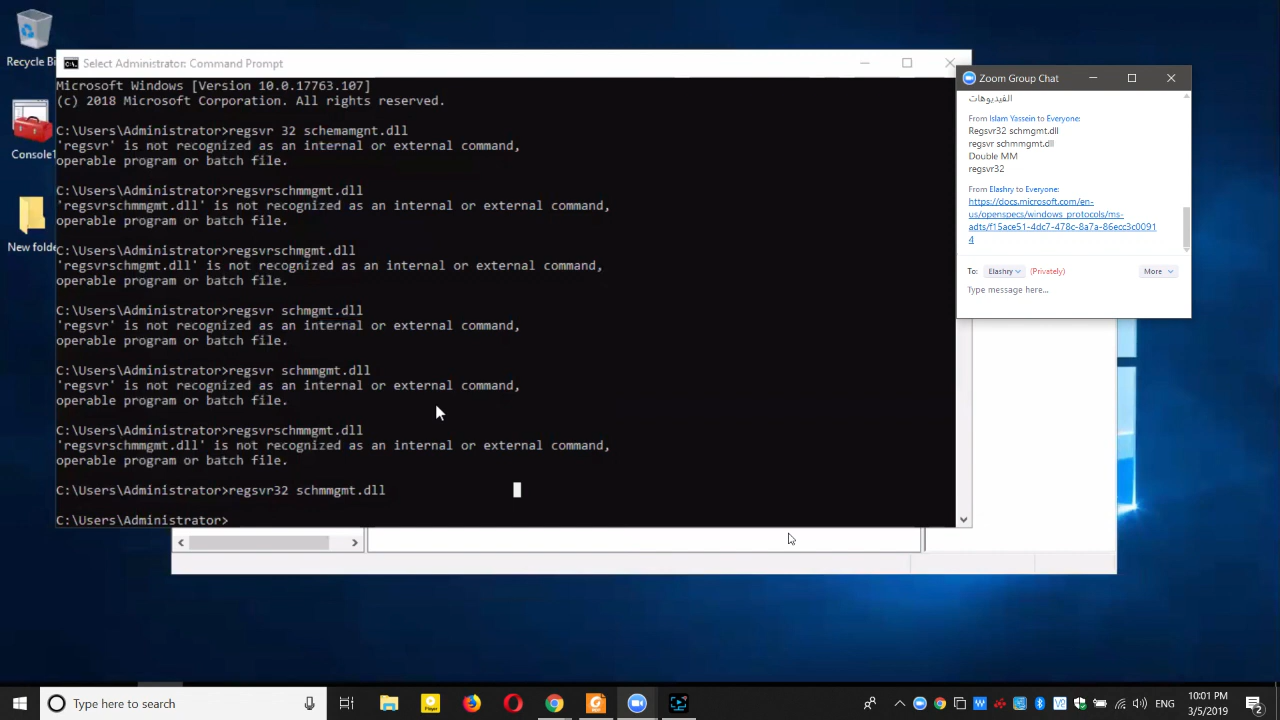 Recycle Bi
Console1
New folde
Select Administrator: Command Prompt
Microsoft Windows [Version 10.0.17763.107]
(c) 2018 Microsoft Corporation. All rights reserved.
C:\Users\Administrator>regsvr 32 schemamgmt.dll
'regsvr' is not recognized as an internal or external command,
operable program or batch file.
C:\Users\Administrator>regsvrschmmgmt.dll
'regsvrschmmgmt.dll' is not recognized as an internal or external command,
operable program or batch file.
C:\Users\Administrator>regsvrschmgmt.dll
'regsvrschmgmt.dll' is not recognized as an internal or external command,
operable program or batch file.
C:\Users\Administrator>regsvr schmgmt.dll
'regsvr' is not recognized as an internal or external command,
operable program or batch file.
C:\Users\Administrator>regsvr schmmgmt.dll
'regsvr' is not recognized as an internal or external command,
operable program or batch file.
C:\Users\Administrator>regsvrschmmgmt.dll
'regsvrschmmgmt.dll' is not recognized as an internal or external command,
operable program or batch file.
C:\Users\Administrator>regsvr32 schmmgmt.dll
C:\Users\Administrator>
Zoom Group Chat
الفيديوهات
From Islam Yassein to Everyone:
Regsvr32 schmgmt.dll
regsvr schmmgmt.dll
Double MM
regsvr32
From Elashry to Everyone:
https://docs.microsoft.com/en-
us/openspecs/windows_protocols/ms-
adts/f15ace51-4dc7-478c-8a7a-86ecc3c0091
4
To: Elashry (Privately) More
Type message here...
Type here to search
ENG
10:01 PM
3/5/2019
2